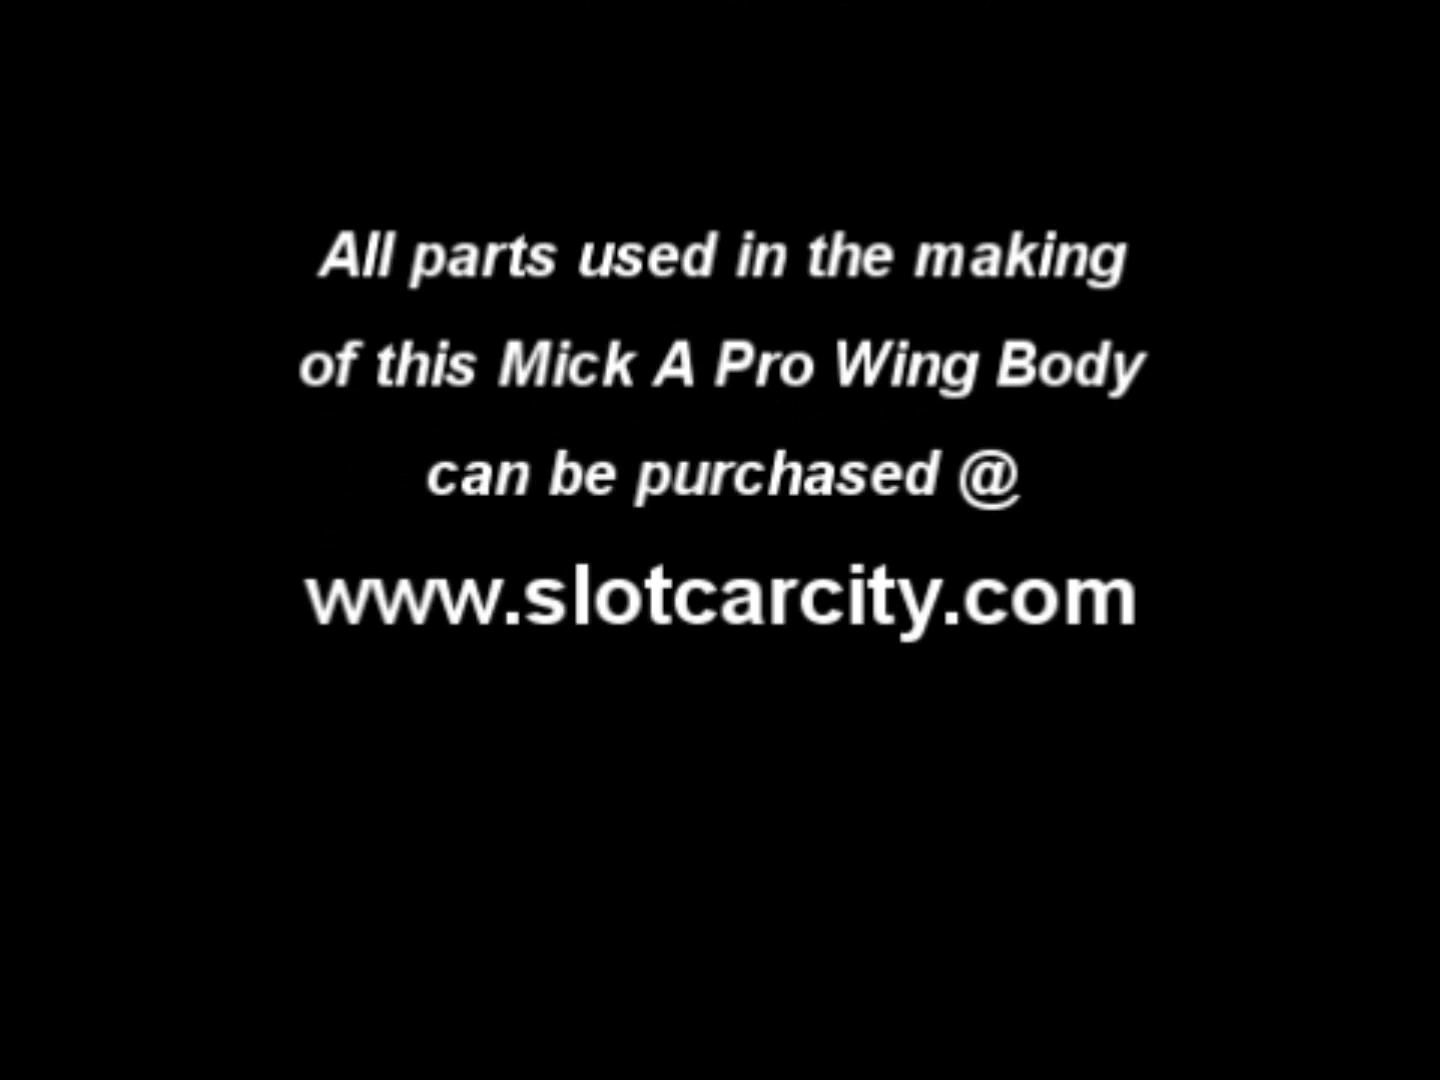 All parts used in the making
of this Mick A Pro Wing Body
can be purchased @
www.slotcarcity.com